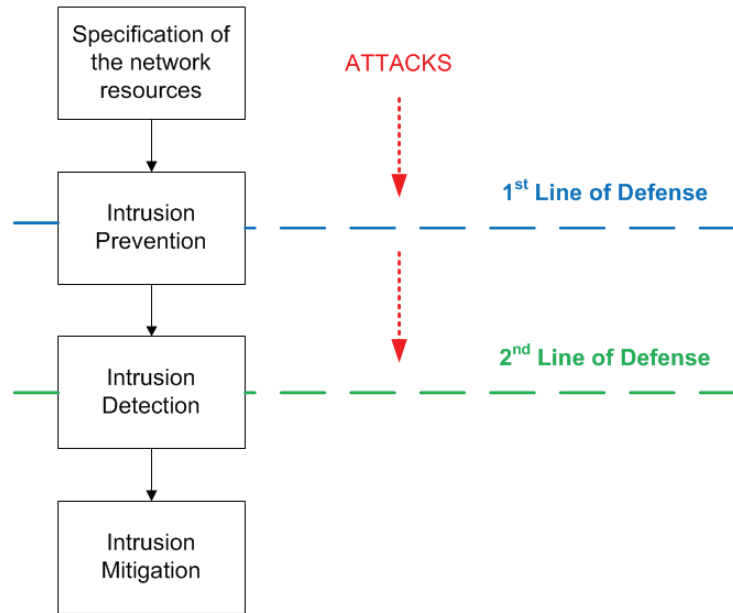 Specification of
the network
resources
ATTACKS
1st Line of Defense
Intrusion
Prevention
2nd Line of Defense
Intrusion
Detection
Intrusion
Mitigation